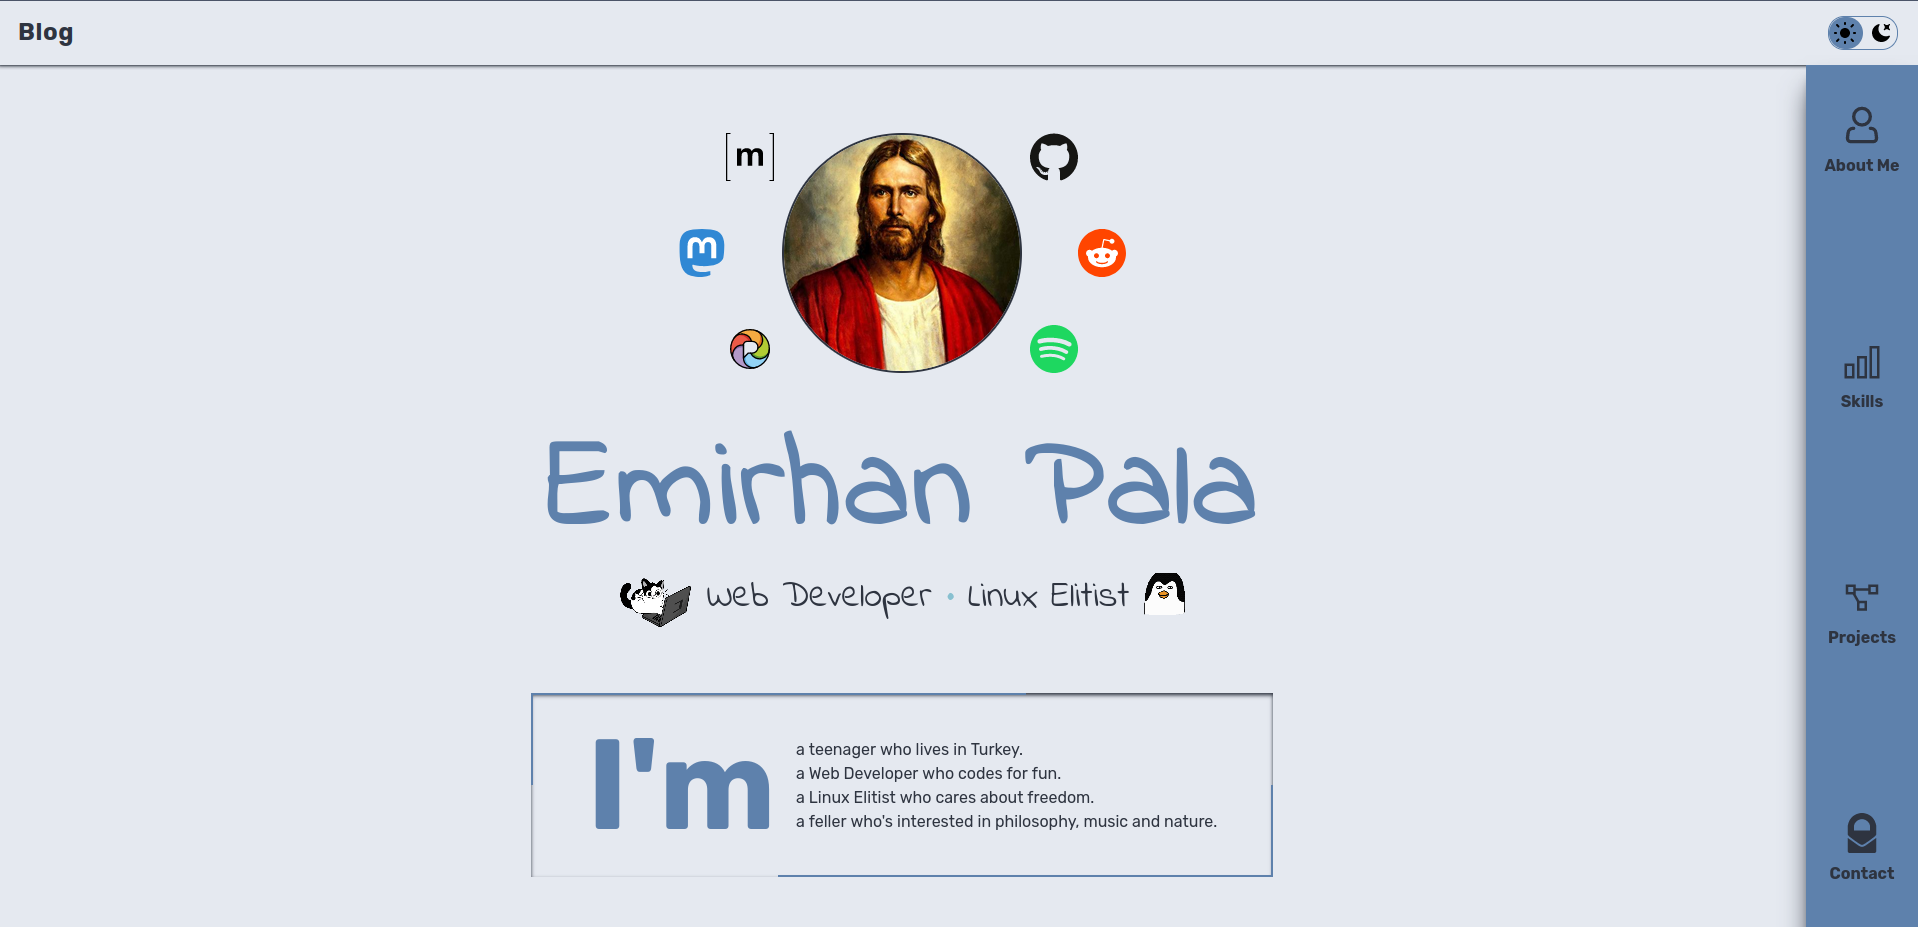 Blog
[m]
About Me
Skills
Emirhan Pala
Web Developer • Linux Elitist
Projects
I'm
a teenager who lives in Turkey.
a Web Developer who codes for fun.
a Linux Elitist who cares about freedom.
a feller who's interested in philosophy, music and nature.
Contact